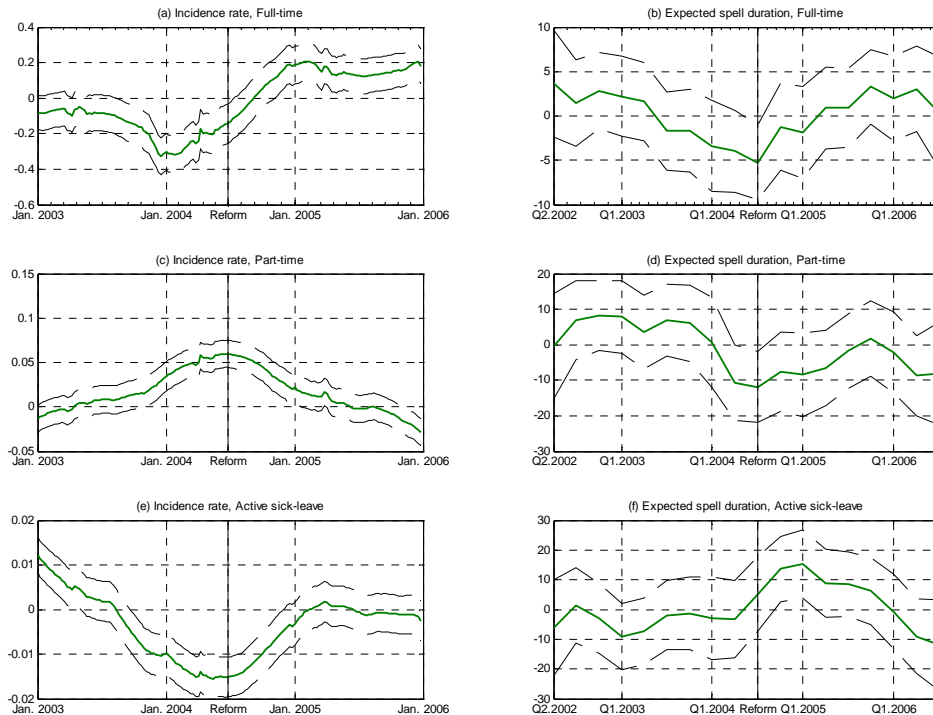 (a) Incidence rate, Full-time
0.4
0.2
0
-0.2
-0.4
-0.6
Jan. 2003 Jan. 2004 Reform Jan. 2005 Jan. 2006
(b) Expected spell duration, Full-time
10
5
0
-5
-10
Q2.2002 Q1.2003 Q1.2004 Reform Q1.2005 Q1.2006
(c) Incidence rate, Part-time
0.15
0.1
0.05
0
-0.05
Jan. 2003 Jan. 2004 Reform Jan. 2005 Jan. 2006
(d) Expected spell duration, Part-time
20
10
0
-10
-20
-30
Q2.2002 Q1.2003 Q1.2004 Reform Q1.2005 Q1.2006
(e) Incidence rate, Active sick-leave
0.02
0.01
0
-0.01
-0.02
Jan. 2003 Jan. 2004 Reform Jan. 2005 Jan. 2006
(f) Expected spell duration, Active sick-leave
30
20
10
0
-10
-20
-30
Q2.2002 Q1.2003 Q1.2004 Reform Q1.2005 Q1.2006